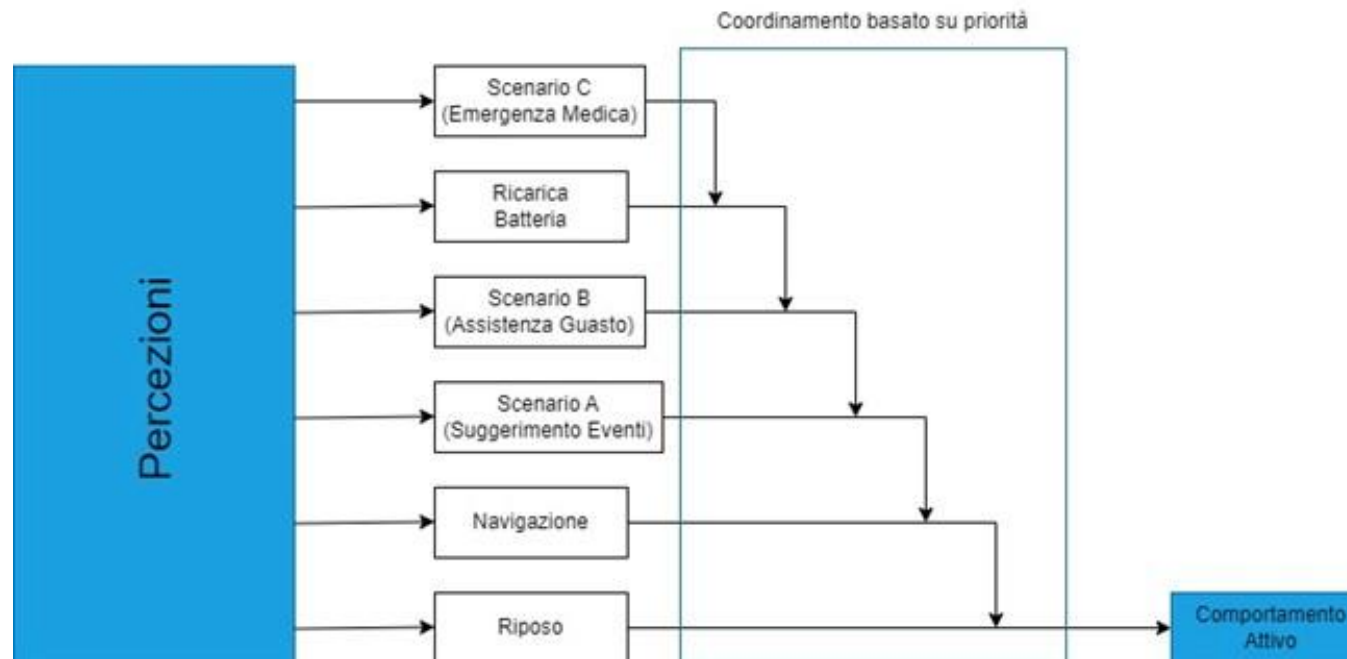 Coordinamento basato su priorità
Percezioni
Scenario C
(Emergenza Medica)
Ricarica
Batteria
Scenario B
(Assistenza Guasto)
Scenario A
(Suggerimento Eventi)
Navigazione
Riposo
Comportamento
Attivo